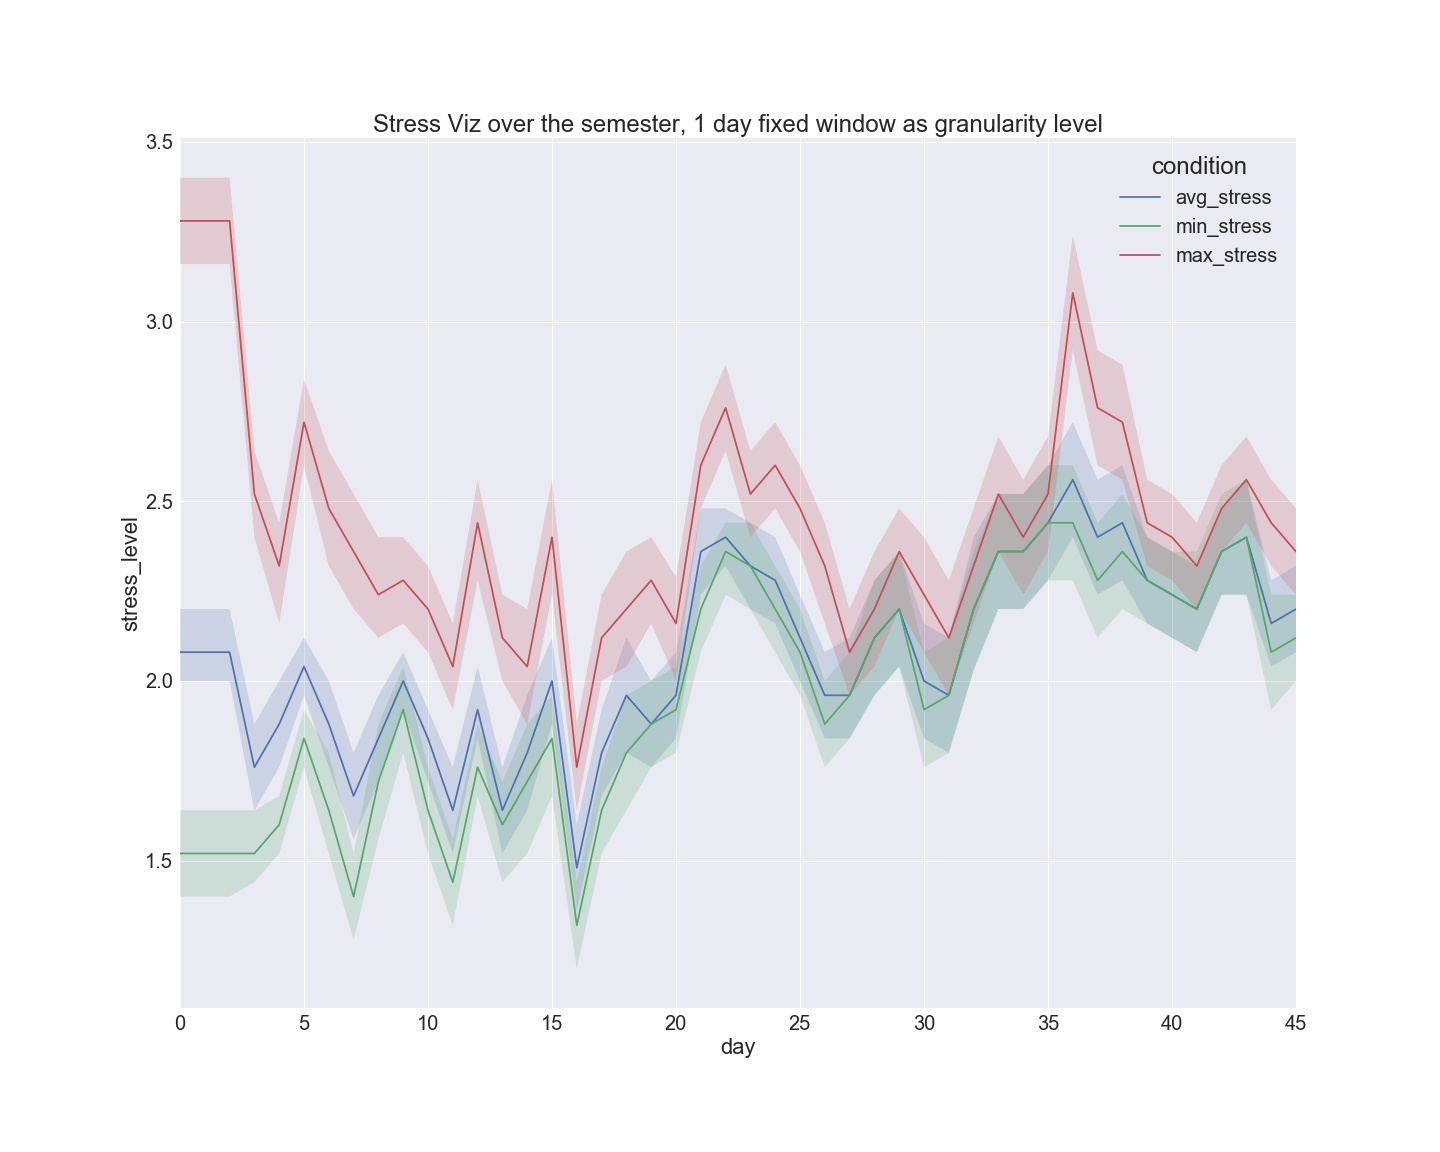 Stress Viz over the semester, 1 day fixed window as granularity level
condition
avg_stress
min_stress
max_stress
stress_level
3.5
3.0
2.5
2.0
1.5
0 5 10 15 20 25 30 35 40 45
day